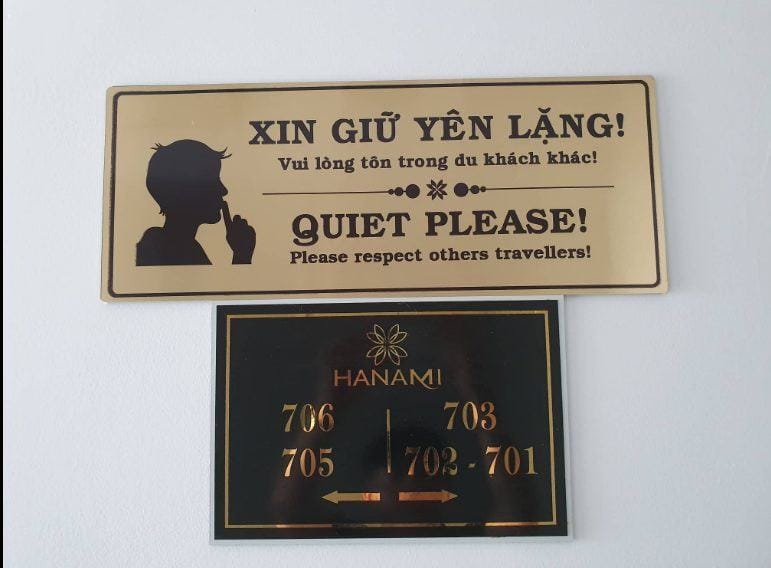 XIN GIỮ YÊN LẶNG!
Vui lòng tôn trong du khách khác!
QUIET PLEASE!
Please respect others travellers!
HANAMI
706 703
705 702 - 701